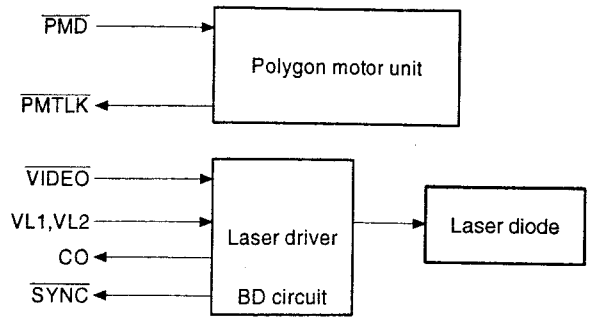 PMD
Polygon motor unit
PMTLK
VIDEO
VL1,VL2
Laser driver
Laser diode
CO
SYNC
BD circuit